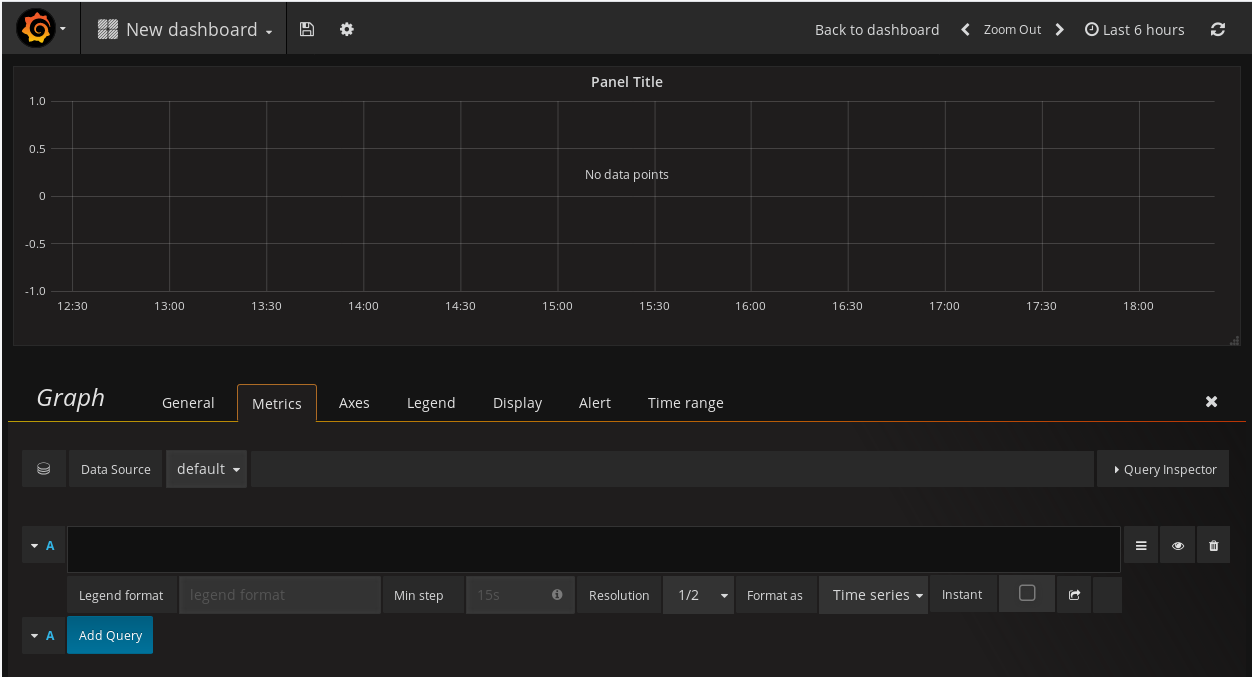 New dashboard
Back to dashboard Zoom Out Last 6 hours
Panel Title
1.0
0.5
No data points
0
-0.5
-1.0
12:30 13:00 13:30 14:00 14:30 15:00 15:30 16:00 16:30 17:00 17:30 18:00
Graph General Metrics Axes Legend Display Alert Time range
Data Source default Query Inspector
A
Legend format legend format Min step 15s Resolution 1/2 Format as Time series Instant
A Add Query